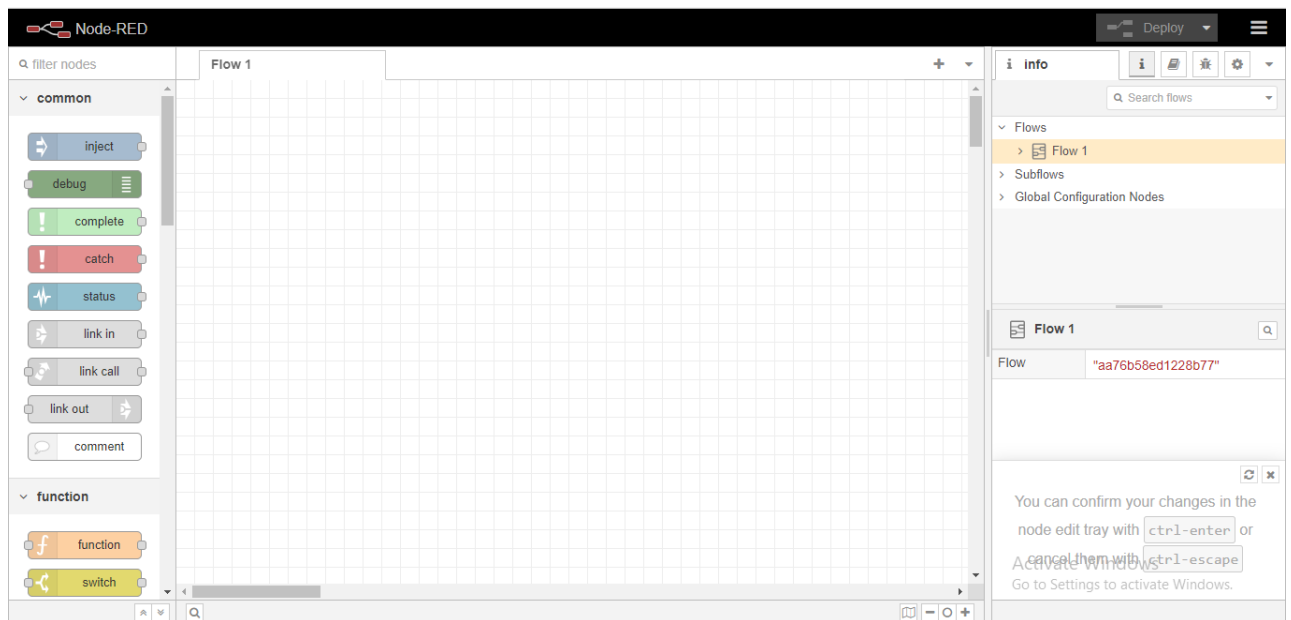 Node-RED
Deploy
filter nodes
Flow 1
info
common
Search flows
inject
debug
complete
catch
status
link in
link call
link out
comment
function
function
switch
Flows
Flow 1
Subflows
Global Configuration Nodes
Flow 1
Flow "aa76b58ed1228b77"
You can confirm your changes in the
node edit tray with ctrl-enter or
cancel them with ctrl-escape
Activate Windows
Go to Settings to activate Windows.